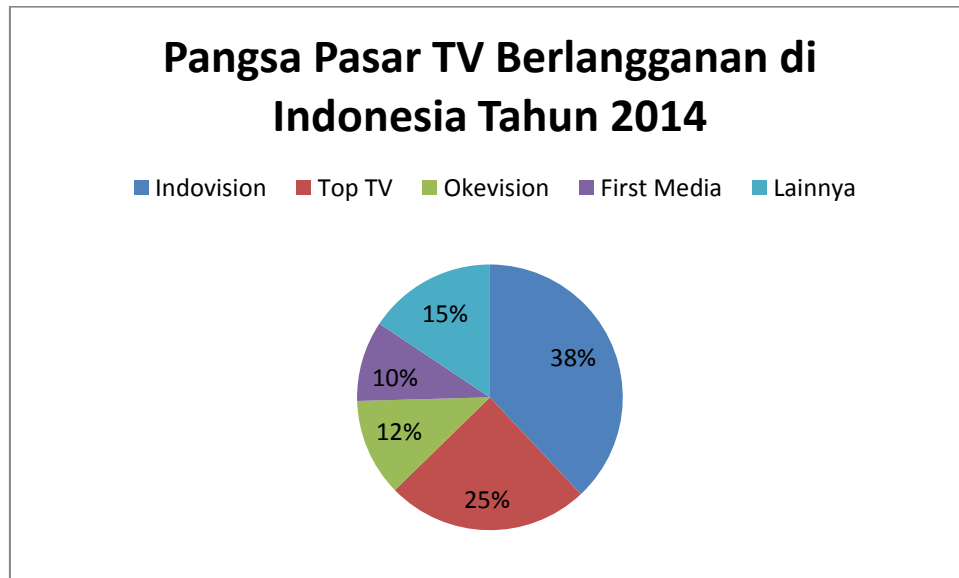 Pangsa Pasar TV Berlangganan di
Indonesia Tahun 2014
Indovision Top TV Okevision First Media Lainnya
15%
38%
10%
12%
25%